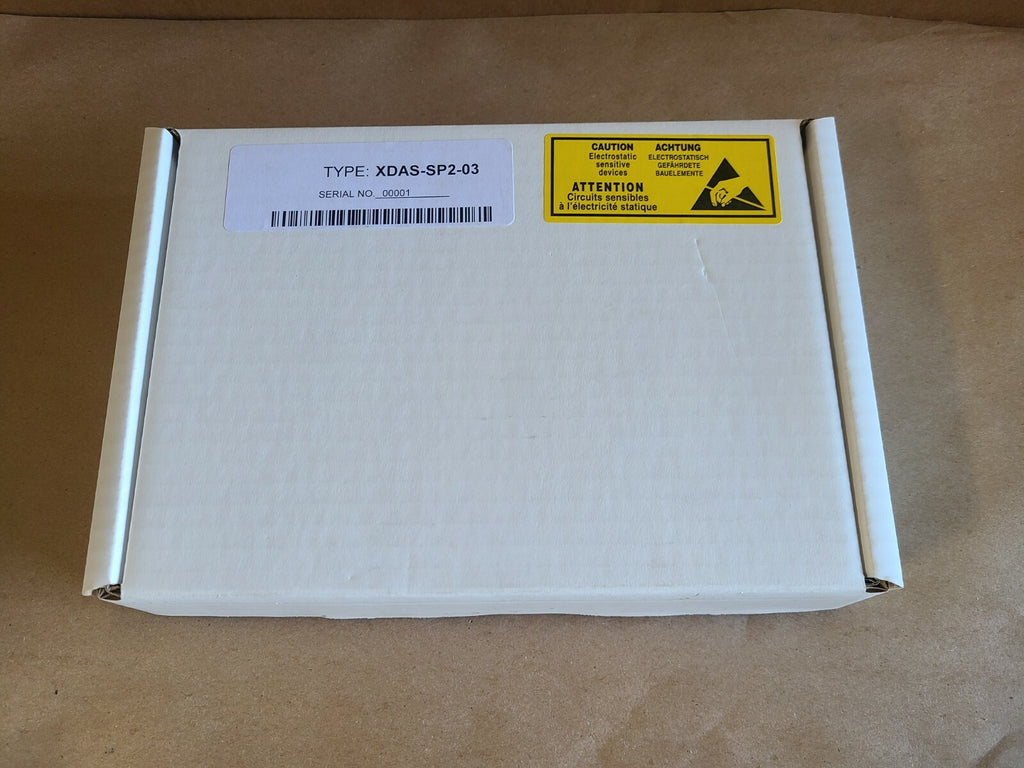 TYPE: XDAS-SP2-03
SERIAL NO. 00001
CAUTION
Electrostatic
sensitive
devices
ACHTUNG
ELECTROSTATISCH
GEFÄHRDETE
BAUELEMENTE
ATTENTION
Circuits sensibles
à l'électricité statique